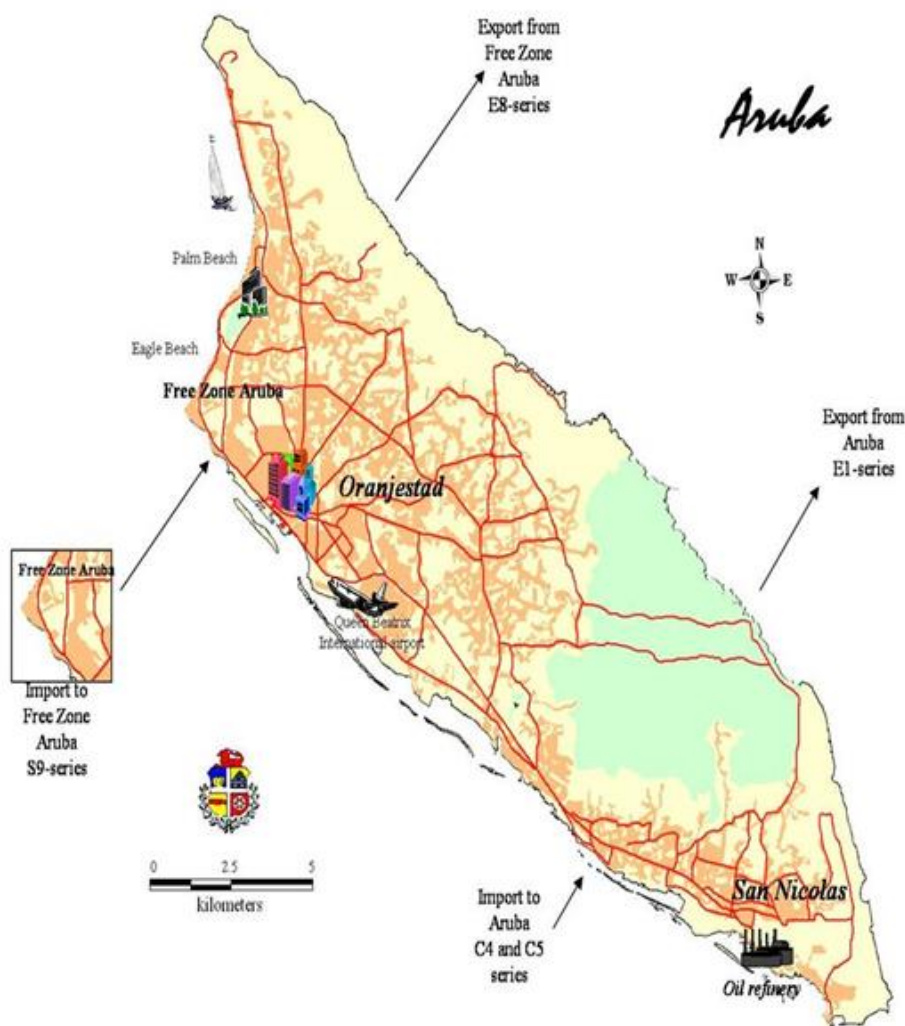 Export from
Free Zone
Aruba
E8-series
Aruba
N
W E
S
Palm Beach
Eagle Beach
Free Zone Aruba
Export from
Aruba
E1-series
Oranjestad
Free Zone Aruba
Queen Beatrix
International airport
Import to
Free Zone
Aruba
S9-series
0 2.5 5
kilometers
San Nicolas
Import to
Aruba
C4 and C5
series
Oil refinery